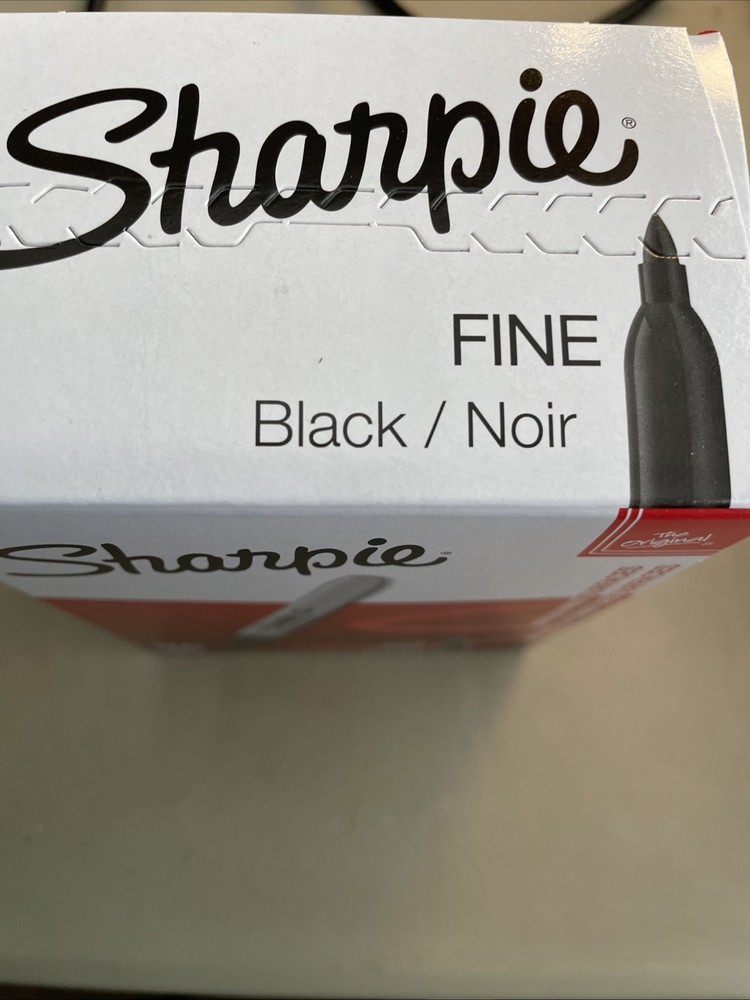 Sharpie®
FINE
Black / Noir
Sharpie®
The
Original